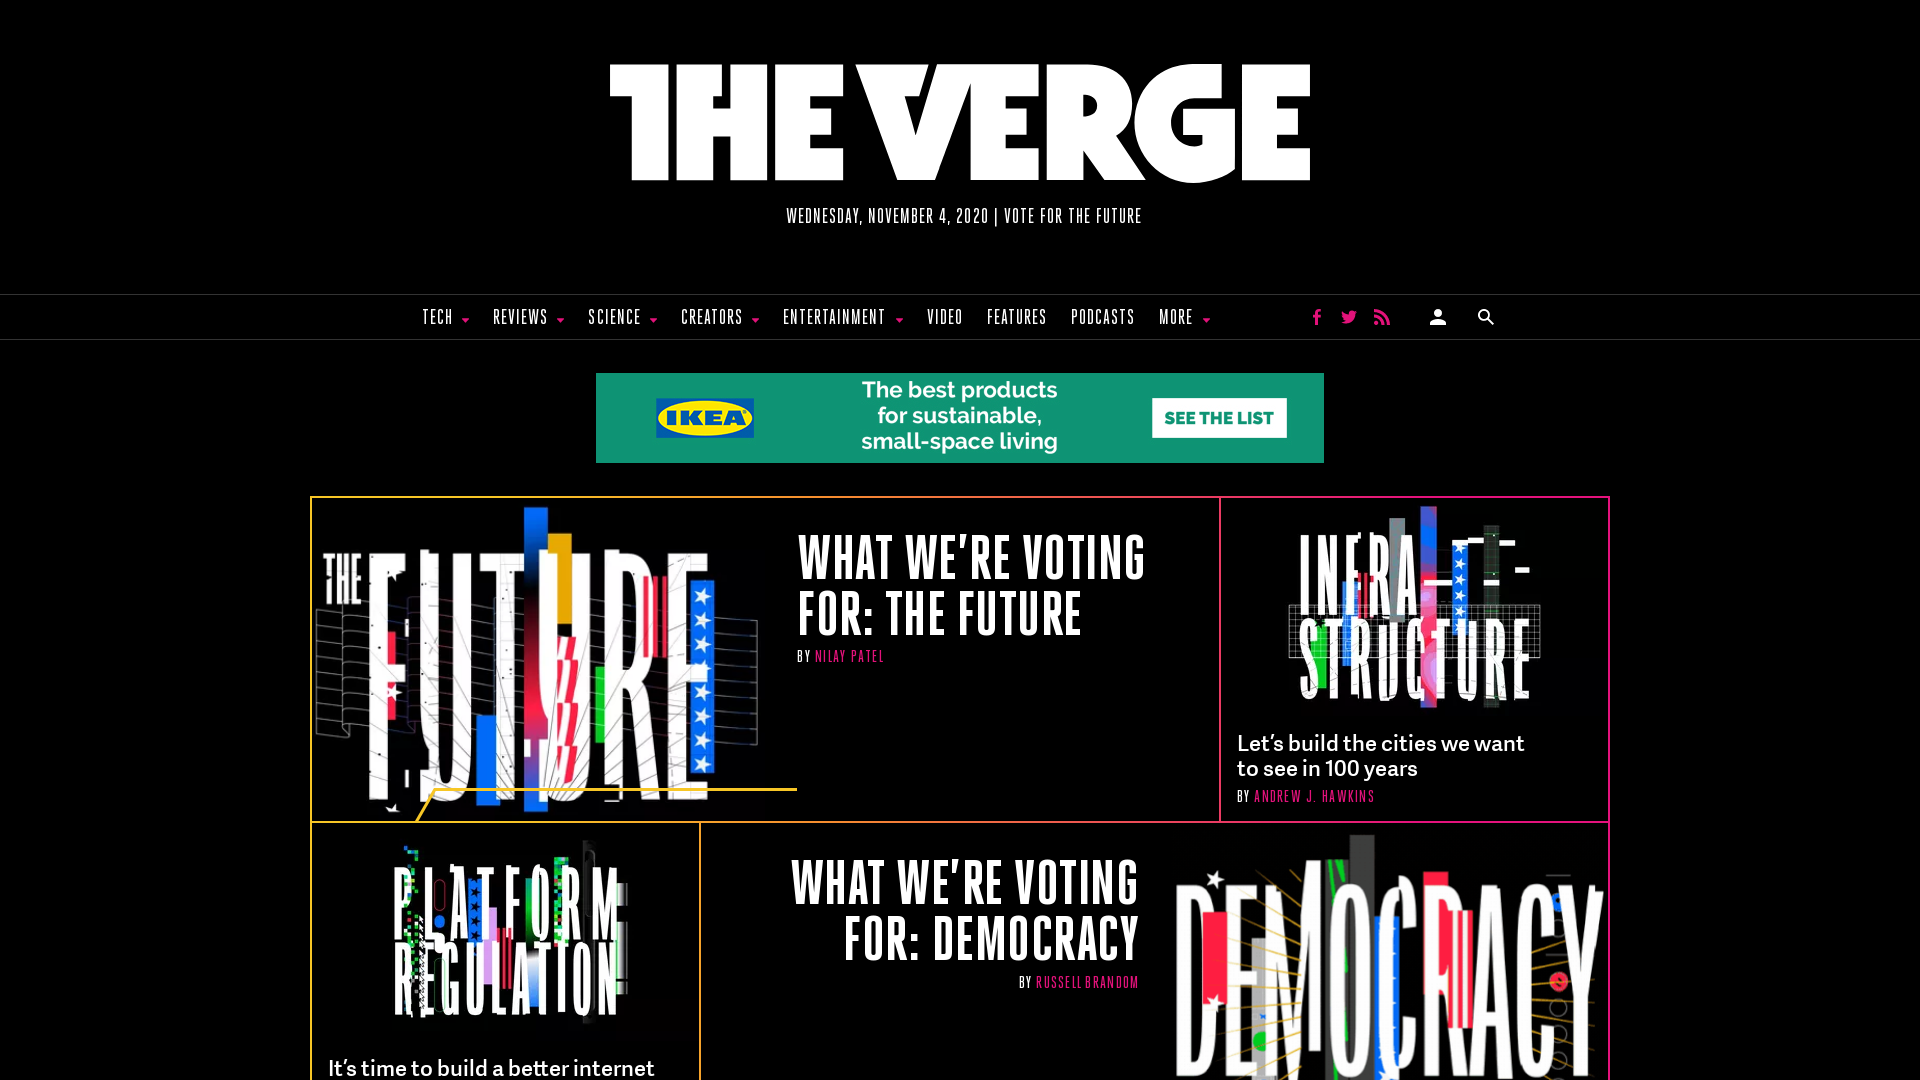 THE VERGE
WEDNESDAY, NOVEMBER 4, 2020 | VOTE FOR THE FUTURE
TECH REVIEWS SCIENCE CREATORS ENTERTAINMENT VIDEO FEATURES PODCASTS MORE
IKEA
The best products
for sustainable,
small-space living
SEE THE LIST
THE FUTURE
WHAT WE'RE VOTING
FOR: THE FUTURE
BY NILAY PATEL
INFRA
STRUCTURE
Let's build the cities we want
to see in 100 years
BY ANDREW J. HAWKINS
PLATFORM
REGULATION
It's time to build a better internet
WHAT WE'RE VOTING
FOR: DEMOCRACY
BY RUSSELL BRANDOM
DEMOCRACY